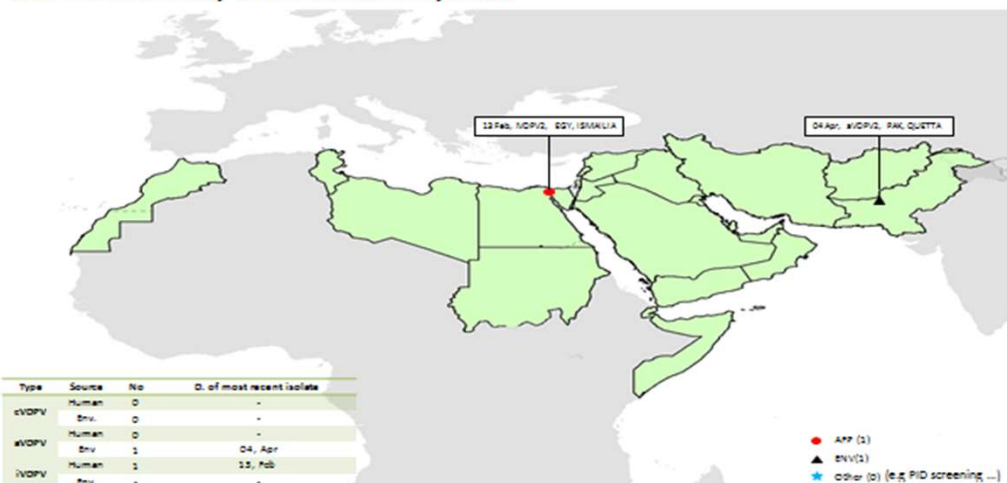 13 Feb, iVDPV2, EGY, ISMAILIA
04 Apr, aVDPV2, PAK, QUETTA
Type Source No D. of most recent isolate
cVDPV
Human 0 -
Env. 0 -
aVDPV
Human 0 -
Env 1 04, Apr
iVDPV
Human 1 13, Feb
Env
AFP (1)
ENV(1)
Other (0) (e.g PID screening ...)